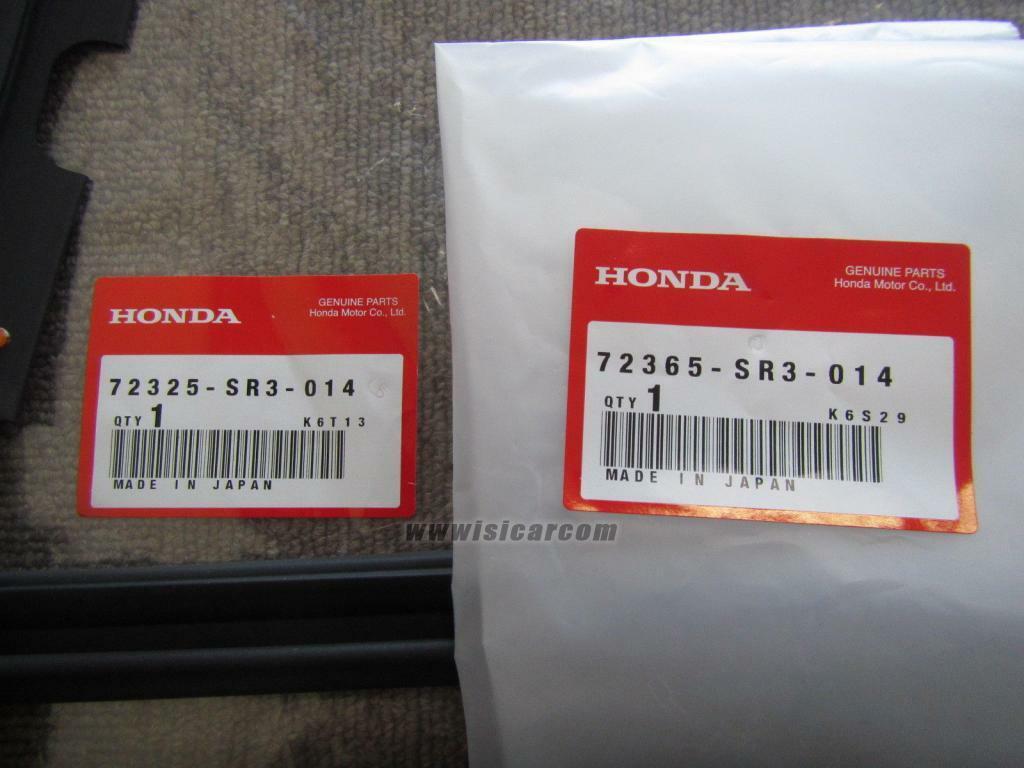 HONDA
GENUINE PARTS
Honda Motor Co., Ltd.
72325-SR3-014
QTY 1
K6T13
MADE IN JAPAN
HONDA
GENUINE PARTS
Honda Motor Co., Ltd.
72365-SR3-014
QTY 1
K6S29
MADE IN JAPAN
wwwisicarcom